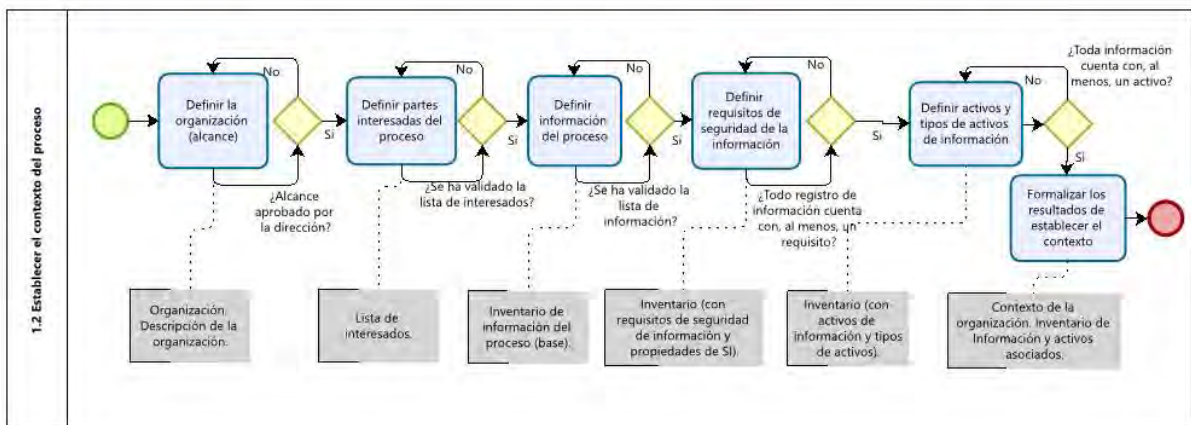 1.2 Establecer el contexto del proceso
Definir la
organización
(alcance)
No
Si
¿Alcance
aprobado por
la dirección?
Definir partes
interesadas del
proceso
No
Si
¿Se ha validado la
lista de interesados?
Definir
información
del proceso
No
Si
¿Se ha validado la
lista de
información?
Definir
requisitos de
seguridad de la
información
No
Si
¿Todo registro de
información cuenta
con, al menos, un
requisito?
Definir activos y
tipos de activos
de información
No
Si
¿Toda información
cuenta con, al
menos, un activo?
Formalizar los
resultados de
establecer el
contexto
Organización.
Descripción de la
organización.
Lista de
interesados.
Inventario de
información del
proceso (base).
Inventario (con
requisitos de seguridad
de información y
propiedades de SI).
Inventario (con
activos de
información y tipos
de activos).
Contexto de la
organización. Inventario de
Información y activos
asociados.